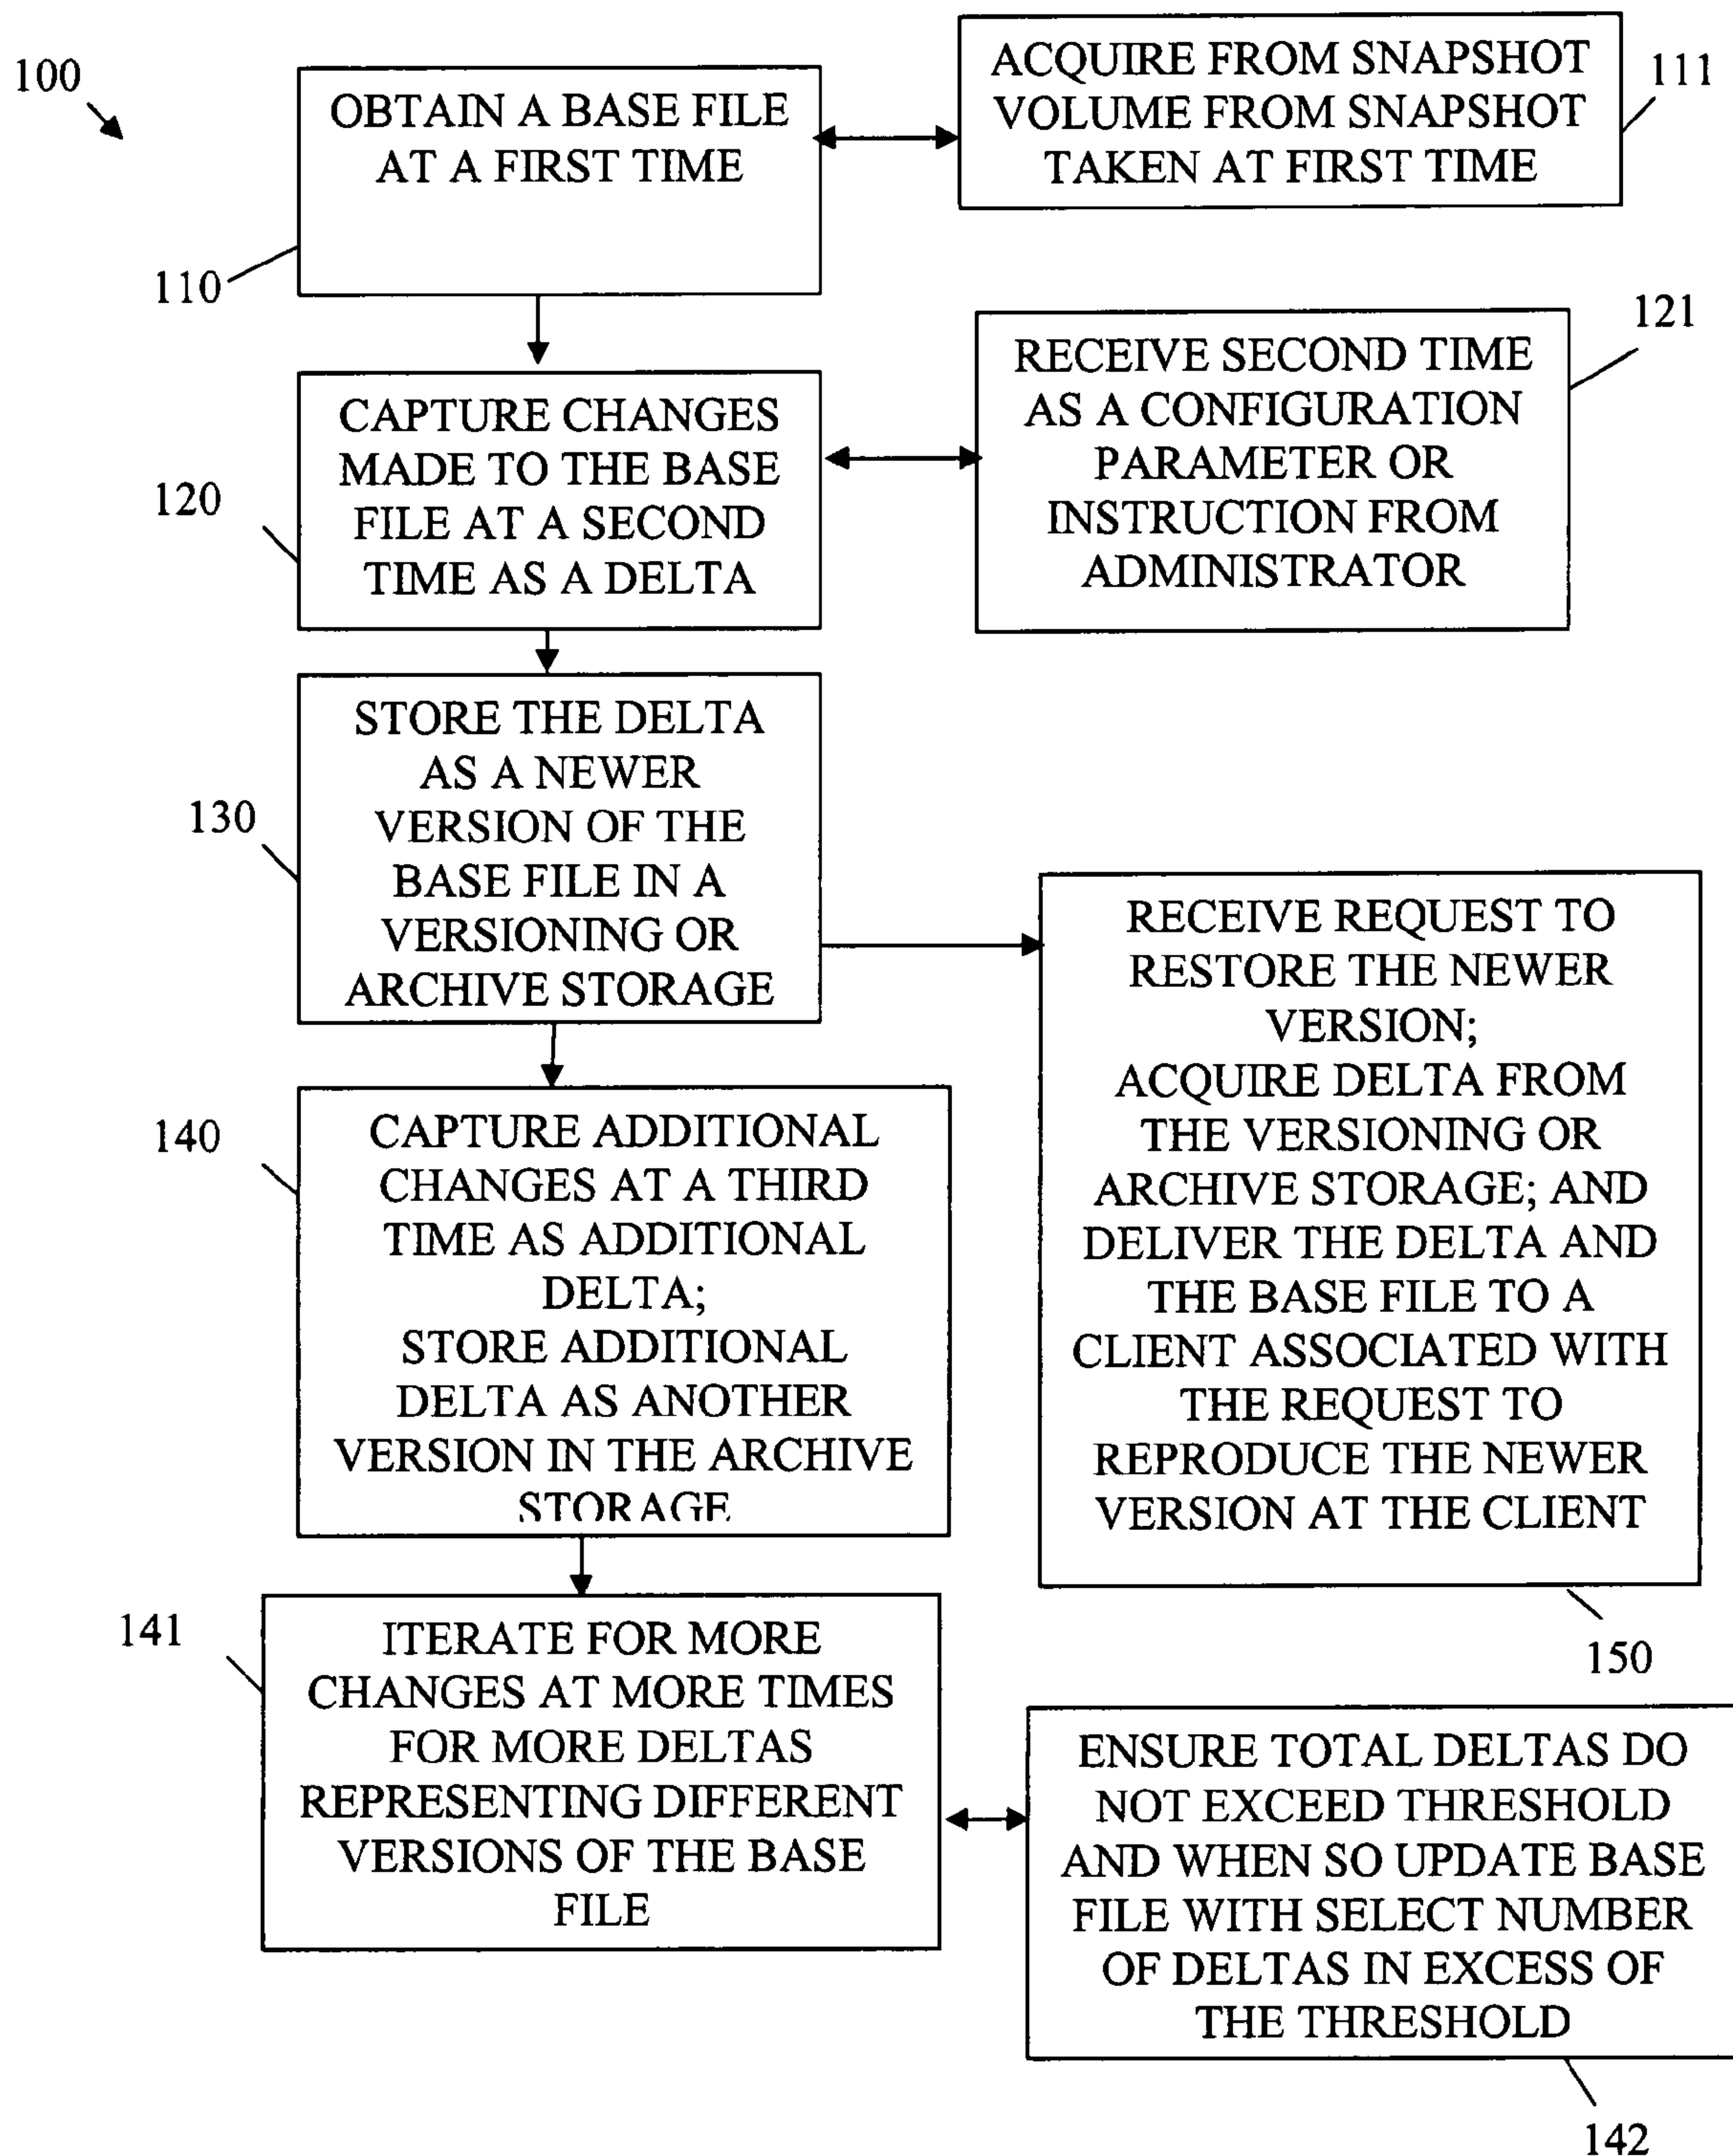 100
OBTAIN A BASE FILE
AT A FIRST TIME
110
ACQUIRE FROM SNAPSHOT
VOLUME FROM SNAPSHOT
TAKEN AT FIRST TIME
111
CAPTURE CHANGES
MADE TO THE BASE
FILE AT A SECOND
TIME AS A DELTA
120
RECEIVE SECOND TIME
AS A CONFIGURATION
PARAMETER OR
INSTRUCTION FROM
ADMINISTRATOR
121
STORE THE DELTA
AS A NEWER
VERSION OF THE
BASE FILE IN A
VERSIONING OR
ARCHIVE STORAGE
130
CAPTURE ADDITIONAL
CHANGES AT A THIRD
TIME AS ADDITIONAL
DELTA;
STORE ADDITIONAL
DELTA AS ANOTHER
VERSION IN THE ARCHIVE
STORAGE
140
RECEIVE REQUEST TO
RESTORE THE NEWER
VERSION;
ACQUIRE DELTA FROM
THE VERSIONING OR
ARCHIVE STORAGE; AND
DELIVER THE DELTA AND
THE BASE FILE TO A
CLIENT ASSOCIATED WITH
THE REQUEST TO
REPRODUCE THE NEWER
VERSION AT THE CLIENT
150
ITERATE FOR MORE
CHANGES AT MORE TIMES
FOR MORE DELTAS
REPRESENTING DIFFERENT
VERSIONS OF THE BASE
FILE
141
ENSURE TOTAL DELTAS DO
NOT EXCEED THRESHOLD
AND WHEN SO UPDATE BASE
FILE WITH SELECT NUMBER
OF DELTAS IN EXCESS OF
THE THRESHOLD
142